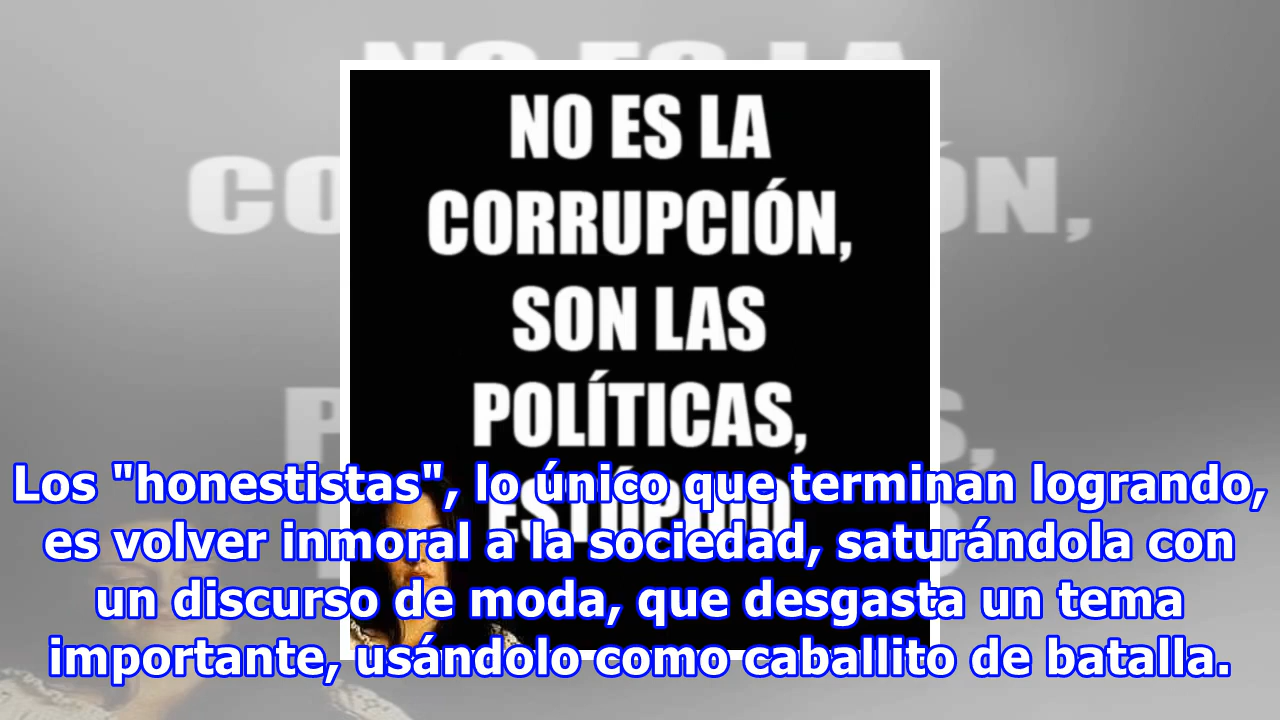 NO ES LA
CORRUPCIÓN,
SON LAS
POLÍTICAS,
ESTÚPIDO
Los "honestistas", lo único que terminan logrando,
es volver inmoral a la sociedad, saturándola con
un discurso de moda, que desgasta un tema
importante, usándolo como caballito de batalla.